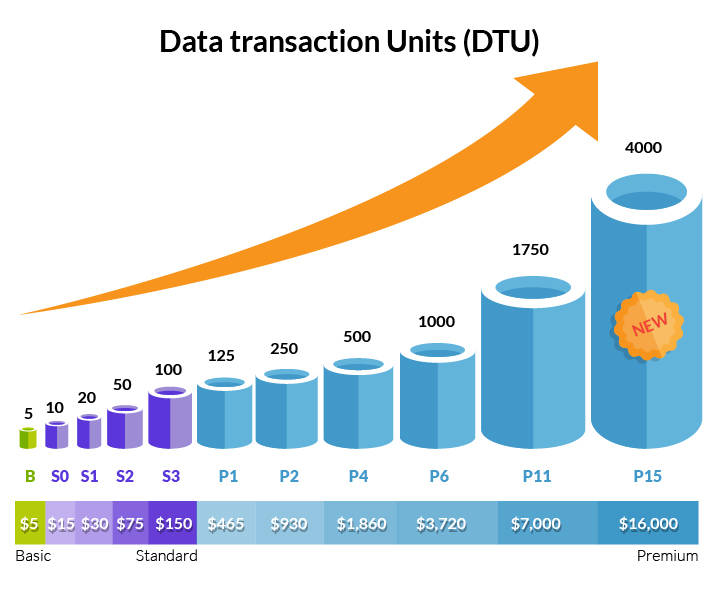 Data transaction Units (DTU)
4000
1750
1000
500
250
125
100
50
20
10
5
NEW
B S0 S1 S2 S3 P1 P2 P4 P6 P11 P15
$5 $15 $30 $75 $150 $465 $930 $1,860 $3,720 $7,000 $16,000
Basic Standard Premium